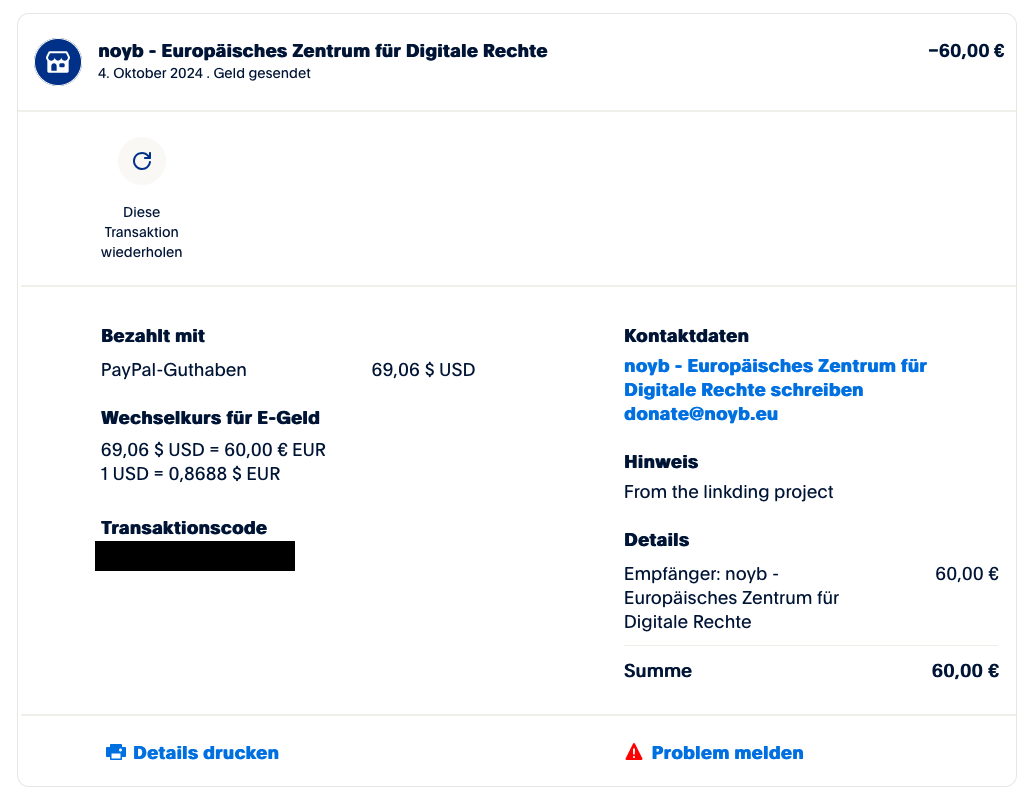 noyb - Europäisches Zentrum für Digitale Rechte
−60,00 €
4. Oktober 2024 . Geld gesendet
Diese
Transaktion
wiederholen
Bezahlt mit
PayPal-Guthaben
69,06 $ USD
Wechselkurs für E-Geld
69,06 $ USD = 60,00 € EUR
1 USD = 0,8688 $ EUR
Transaktionscode
Kontaktdaten
noyb - Europäisches Zentrum für
Digitale Rechte schreiben
donate@noyb.eu
Hinweis
From the linkding project
Details
Empfänger: noyb -
Europäisches Zentrum für
Digitale Rechte
60,00 €
Summe
60,00 €
Details drucken
Problem melden